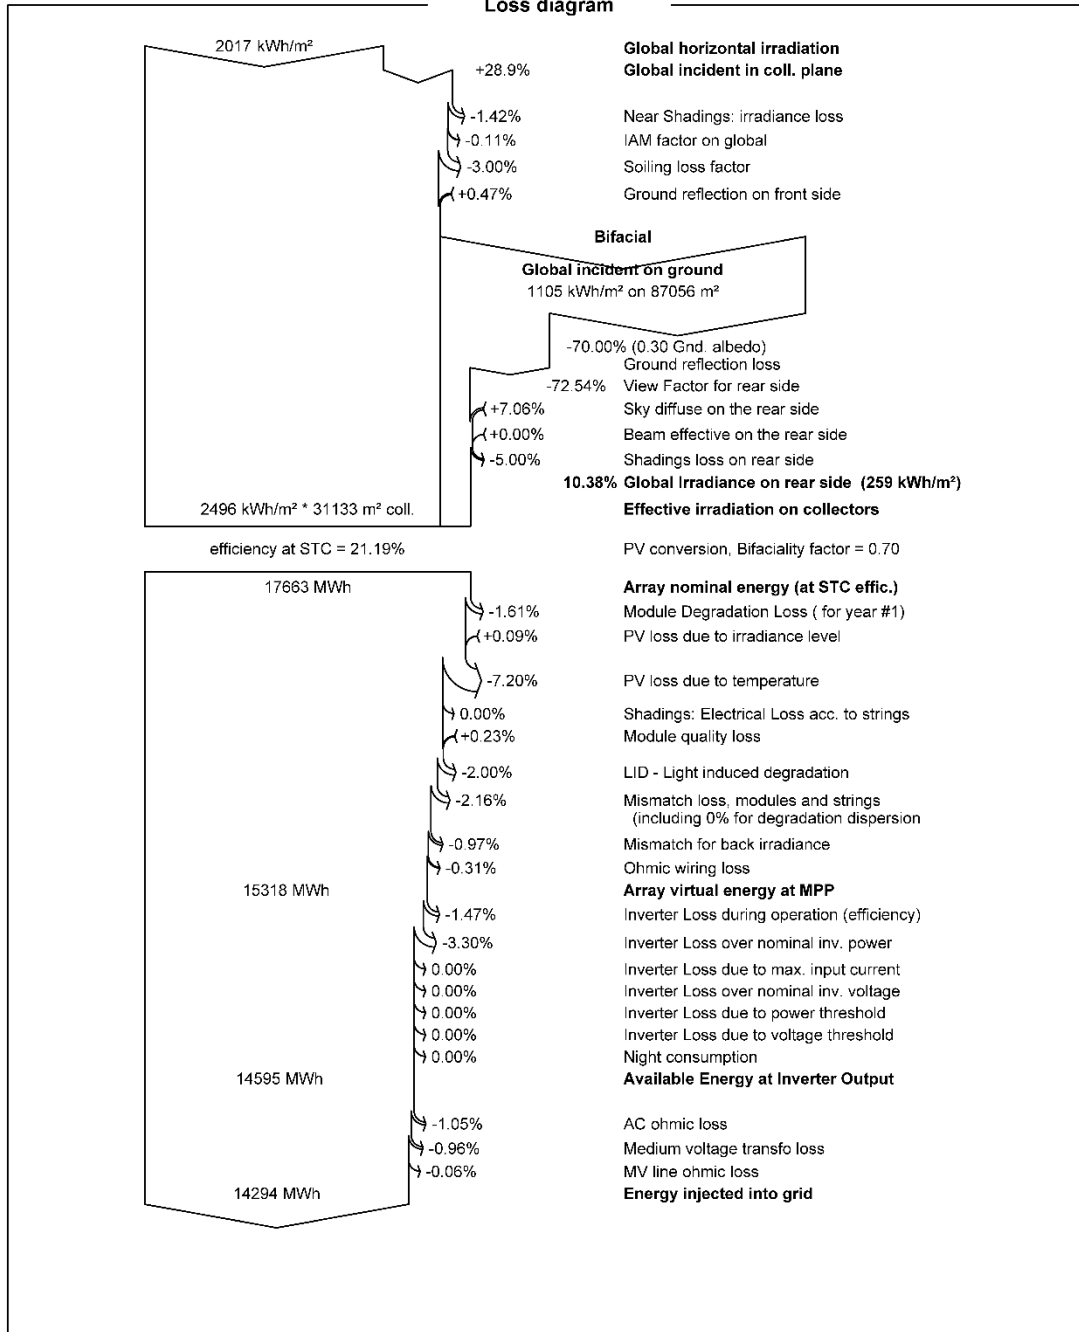 Loss diagram
2017 kWh/m² Global horizontal irradiation
+28.9% Global incident in coll. plane
-1.42% Near Shadings: irradiance loss
-0.11% IAM factor on global
-3.00% Soiling loss factor
+0.47% Ground reflection on front side
Bifacial
Global incident on ground
1105 kWh/m² on 87056 m²
-70.00% (0.30 Gnd. albedo)
Ground reflection loss
-72.54% View Factor for rear side
+7.06% Sky diffuse on the rear side
+0.00% Beam effective on the rear side
-5.00% Shadings loss on rear side
10.38% Global Irradiance on rear side (259 kWh/m²)
2496 kWh/m² * 31133 m² coll. Effective irradiation on collectors
efficiency at STC = 21.19% PV conversion, Bifaciality factor = 0.70
17663 MWh Array nominal energy (at STC effic.)
-1.61% Module Degradation Loss ( for year #1)
+0.09% PV loss due to irradiance level
-7.20% PV loss due to temperature
0.00% Shadings: Electrical Loss acc. to strings
+0.23% Module quality loss
-2.00% LID - Light induced degradation
-2.16% Mismatch loss, modules and strings
(including 0% for degradation dispersion
-0.97% Mismatch for back irradiance
-0.31% Ohmic wiring loss
15318 MWh Array virtual energy at MPP
-1.47% Inverter Loss during operation (efficiency)
-3.30% Inverter Loss over nominal inv. power
0.00% Inverter Loss due to max. input current
0.00% Inverter Loss over nominal inv. voltage
0.00% Inverter Loss due to power threshold
0.00% Inverter Loss due to voltage threshold
0.00% Night consumption
14595 MWh Available Energy at Inverter Output
-1.05% AC ohmic loss
-0.96% Medium voltage transfo loss
-0.06% MV line ohmic loss
14294 MWh Energy injected into grid